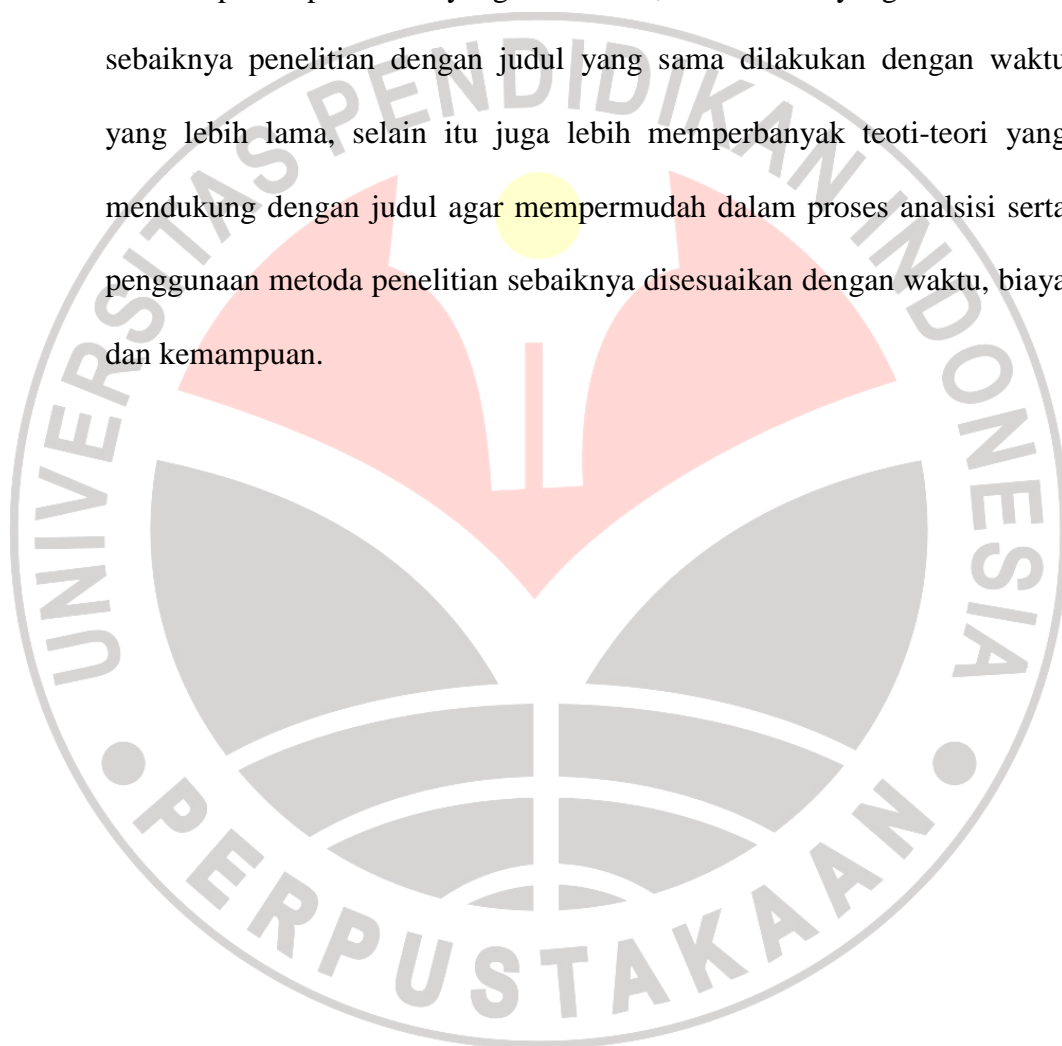 sebaiknya penelitian dengan judul yang sama dilakukan dengan waktu
yang lebih lama, selain itu juga lebih memperbanyak teoti-teori yang
mendukung dengan judul agar mempermudah dalam proses analsisi serta
penggunaan metoda penelitian sebaiknya disesuaikan dengan waktu, biaya
dan kemampuan.
UNIVERSITAS PENDIDIKAN INDONESIA
PERPUSTAKAAN